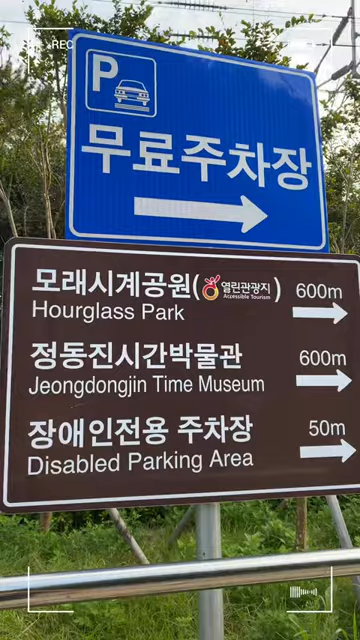 REC
P
무료주차장
모래시계공원(열린관광지 Accessible Tourism) 600m
Hourglass Park
정동진시간박물관 600m
Jeongdongjin Time Museum
장애인전용 주차장 50m
Disabled Parking Area